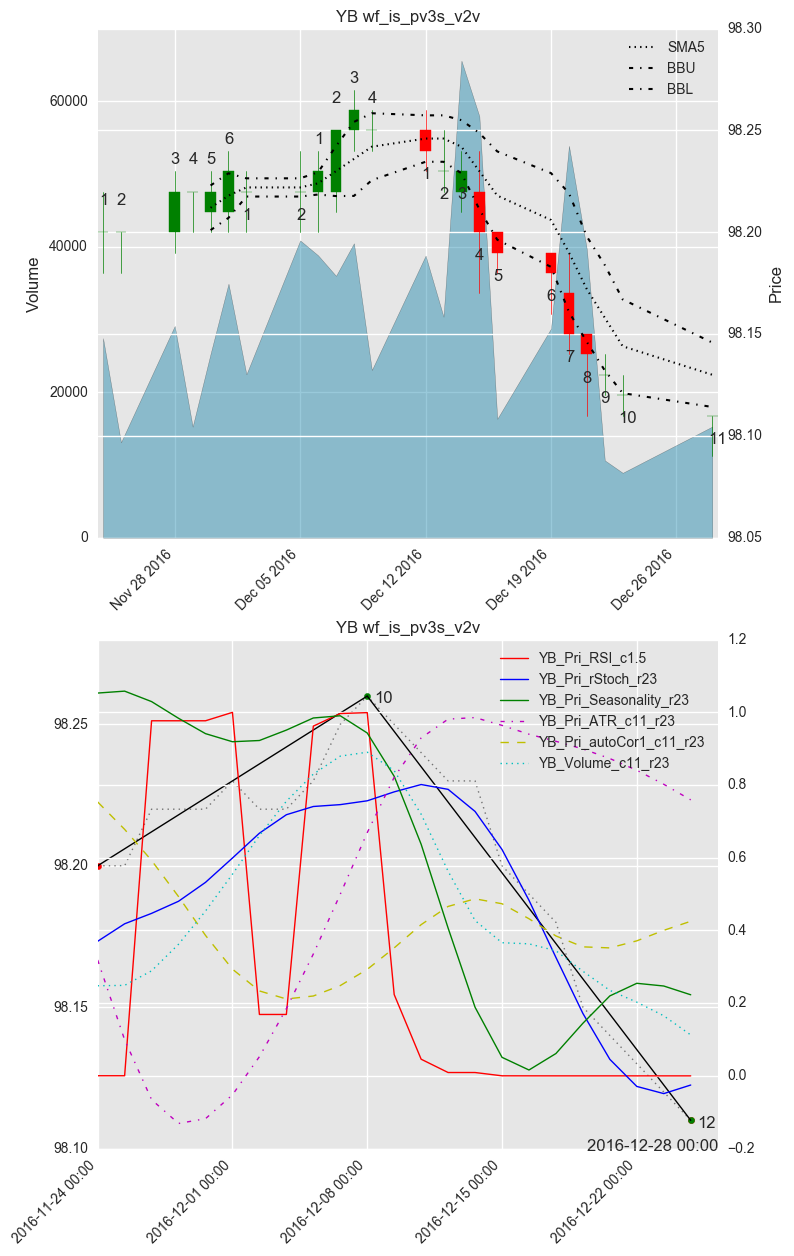 YB wf_is_pv3s_v2v
98.30
SMA5
BBU
BBL
3
60000
2
4
6
1
98.25
3 4 5
1
1 2
1
2
3
1
2
40000
98.20
4
5
Volume
Price
6
98.15
7
20000
8
9
10
98.10
11
0
98.05
Nov 28 2016
Dec 05 2016
Dec 12 2016
Dec 19 2016
Dec 26 2016
YB wf_is_pv3s_v2v
1.2
YB_Pri_RSI_c1.5
YB_Pri_rStoch_r23
YB_Pri_Seasonality_r23
YB_Pri_ATR_c11_r23
YB_Pri_autoCor1_c11_r23
YB_Volume_c11_r23
10
98.25
1.0
0.8
98.20
0.6
0.4
98.15
0.2
0.0
12
2016-12-28 00:00
98.10
−0.2
2016-11-24 00:00
2016-12-01 00:00
2016-12-08 00:00
2016-12-15 00:00
2016-12-22 00:00